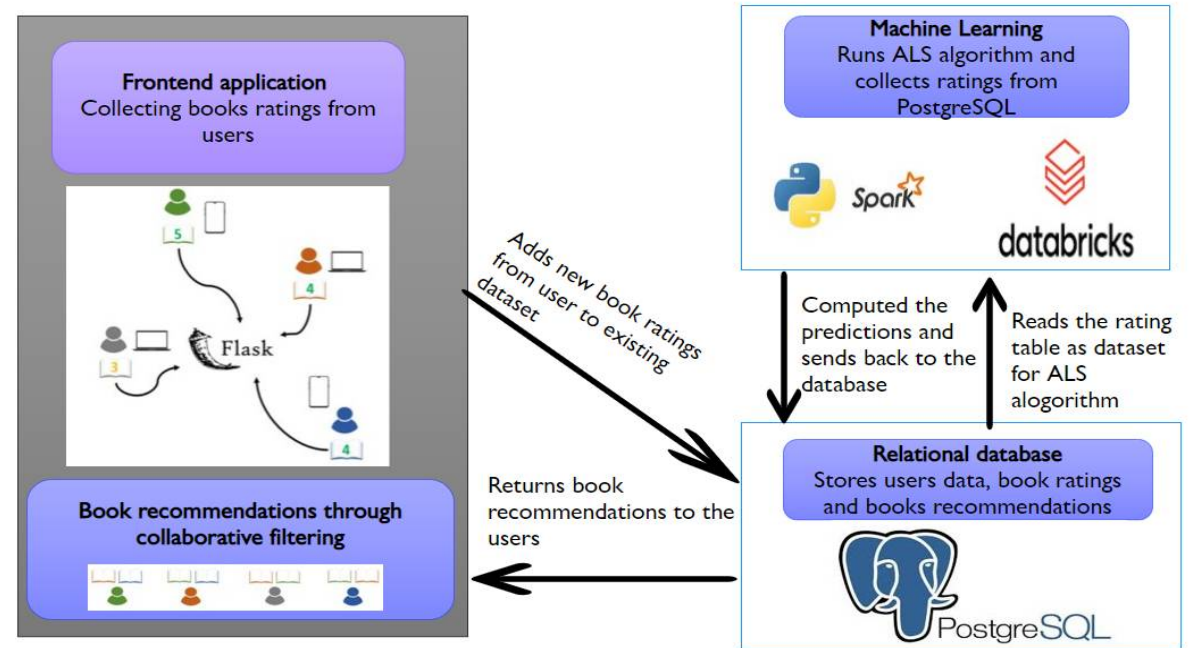 Frontend application
Collecting books ratings from
users
5
4
Flask
3
4
Book recommendations through
collaborative filtering
Adds new book ratings
from user to existing
dataset
Returns book
recommendations to the
users
Machine Learning
Runs ALS algorithm and
collects ratings from
PostgreSQL
Spark
databricks
Computed the
predictions and
sends back to the
database
Reads the rating
table as dataset
for ALS
alogorithm
Relational database
Stores users data, book ratings
and books recommendations
PostgreSQL